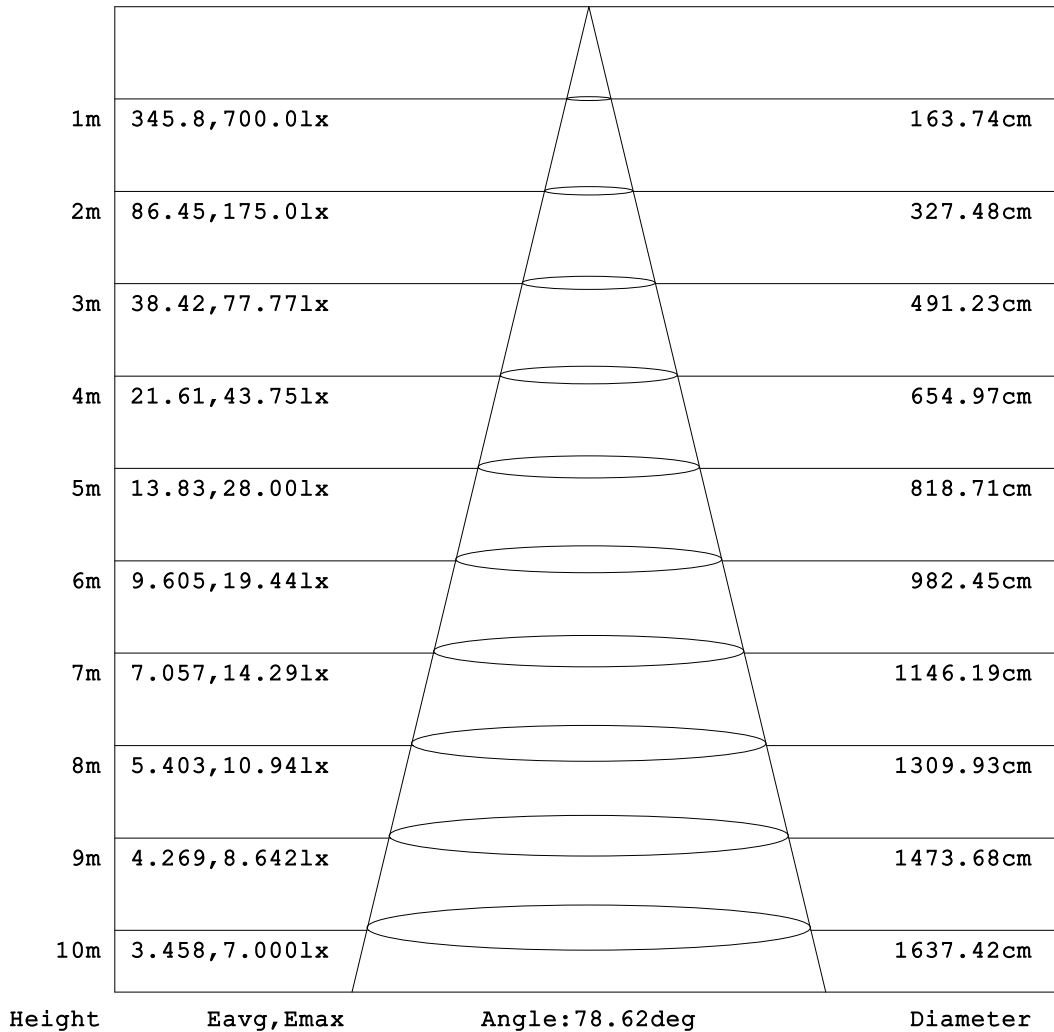 1m 345.8,700.0lx 163.74cm
2m 86.45,175.0lx 327.48cm
3m 38.42,77.77lx 491.23cm
4m 21.61,43.75lx 654.97cm
5m 13.83,28.00lx 818.71cm
6m 9.605,19.44lx 982.45cm
7m 7.057,14.29lx 1146.19cm
8m 5.403,10.94lx 1309.93cm
9m 4.269,8.642lx 1473.68cm
10m 3.458,7.000lx 1637.42cm
Height Eavg,Emax Angle:78.62deg Diameter